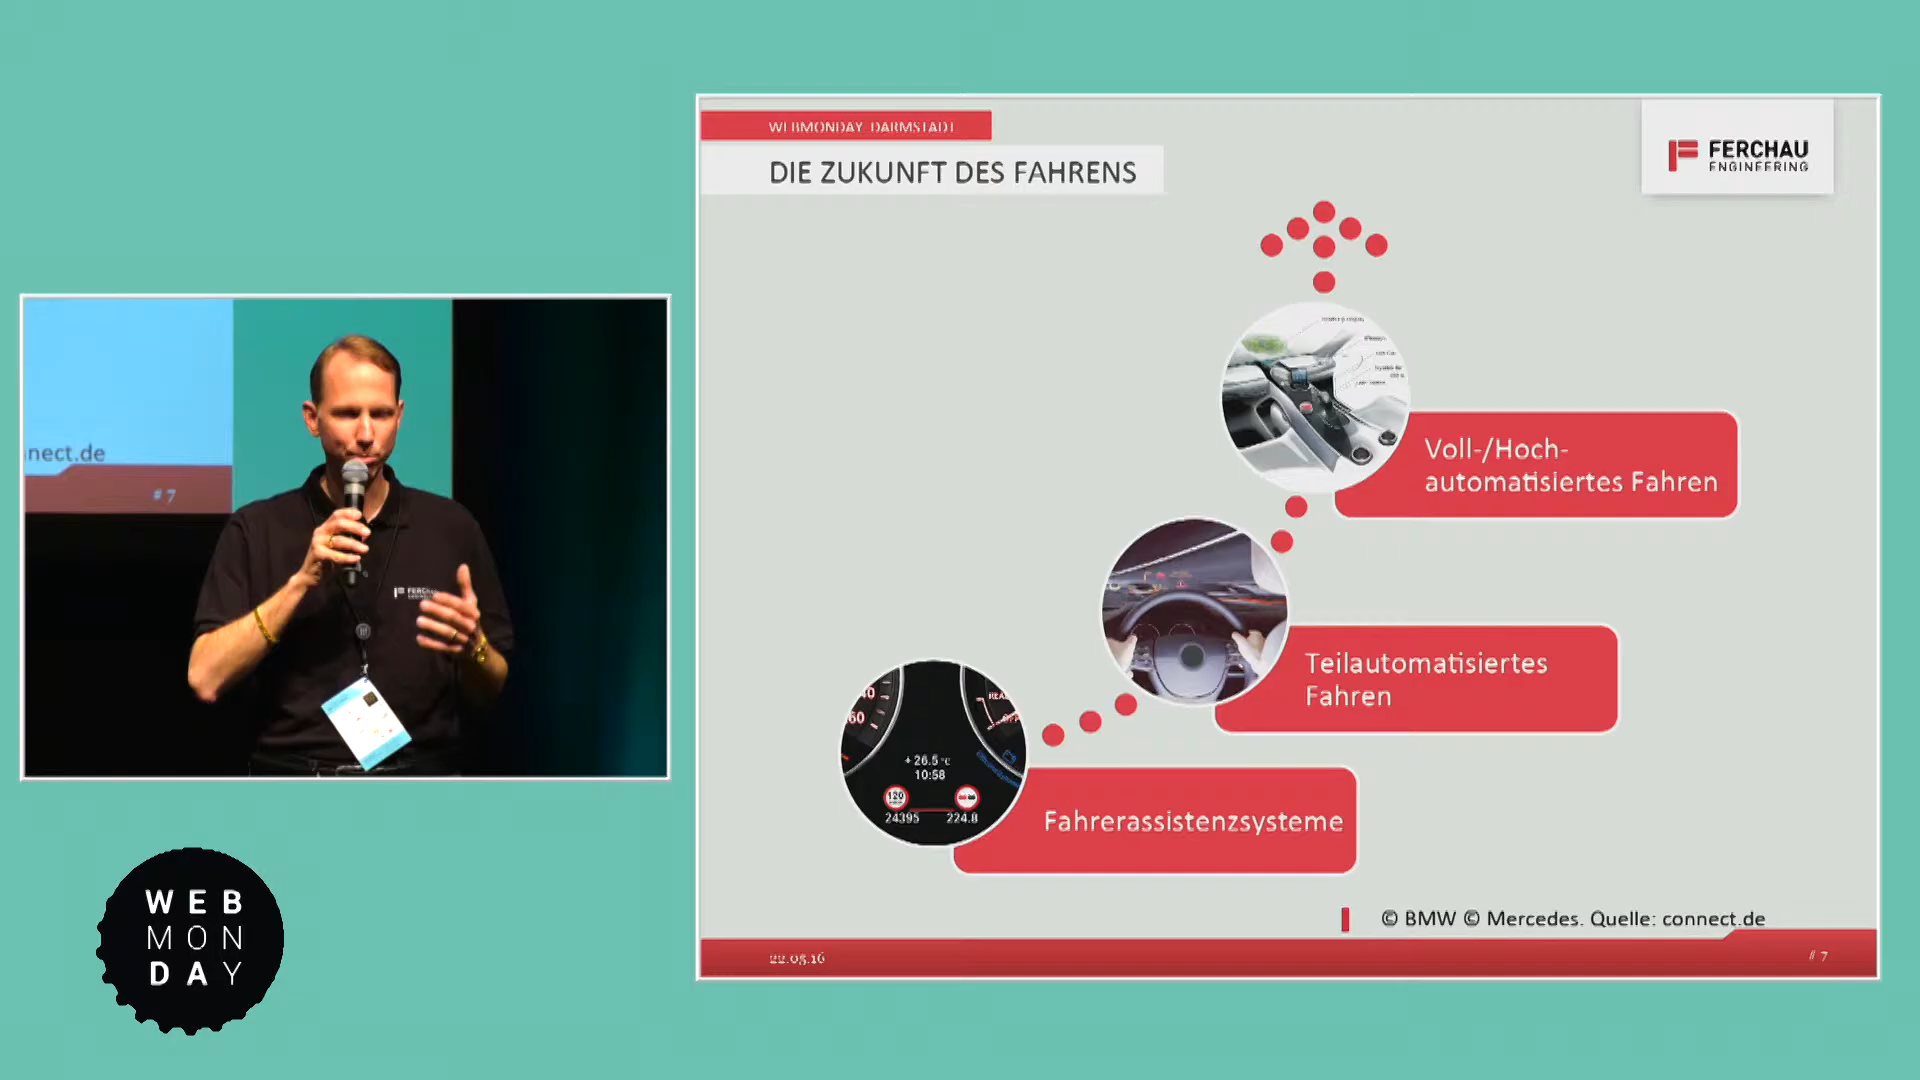 WEBMONDAY DARMSTADT
DIE ZUKUNFT DES FAHRENS
FERCHAU
ENGINEERING
Voll-/Hoch-
automatisiertes Fahren
Teilautomatisiertes
Fahren
+26.5 °C
10:58
120
24395 224.8
Fahrerassistenzsysteme
© BMW © Mercedes. Quelle: connect.de
22.05.16
# 7
nect.de
# 7
WEB
MON
DAY